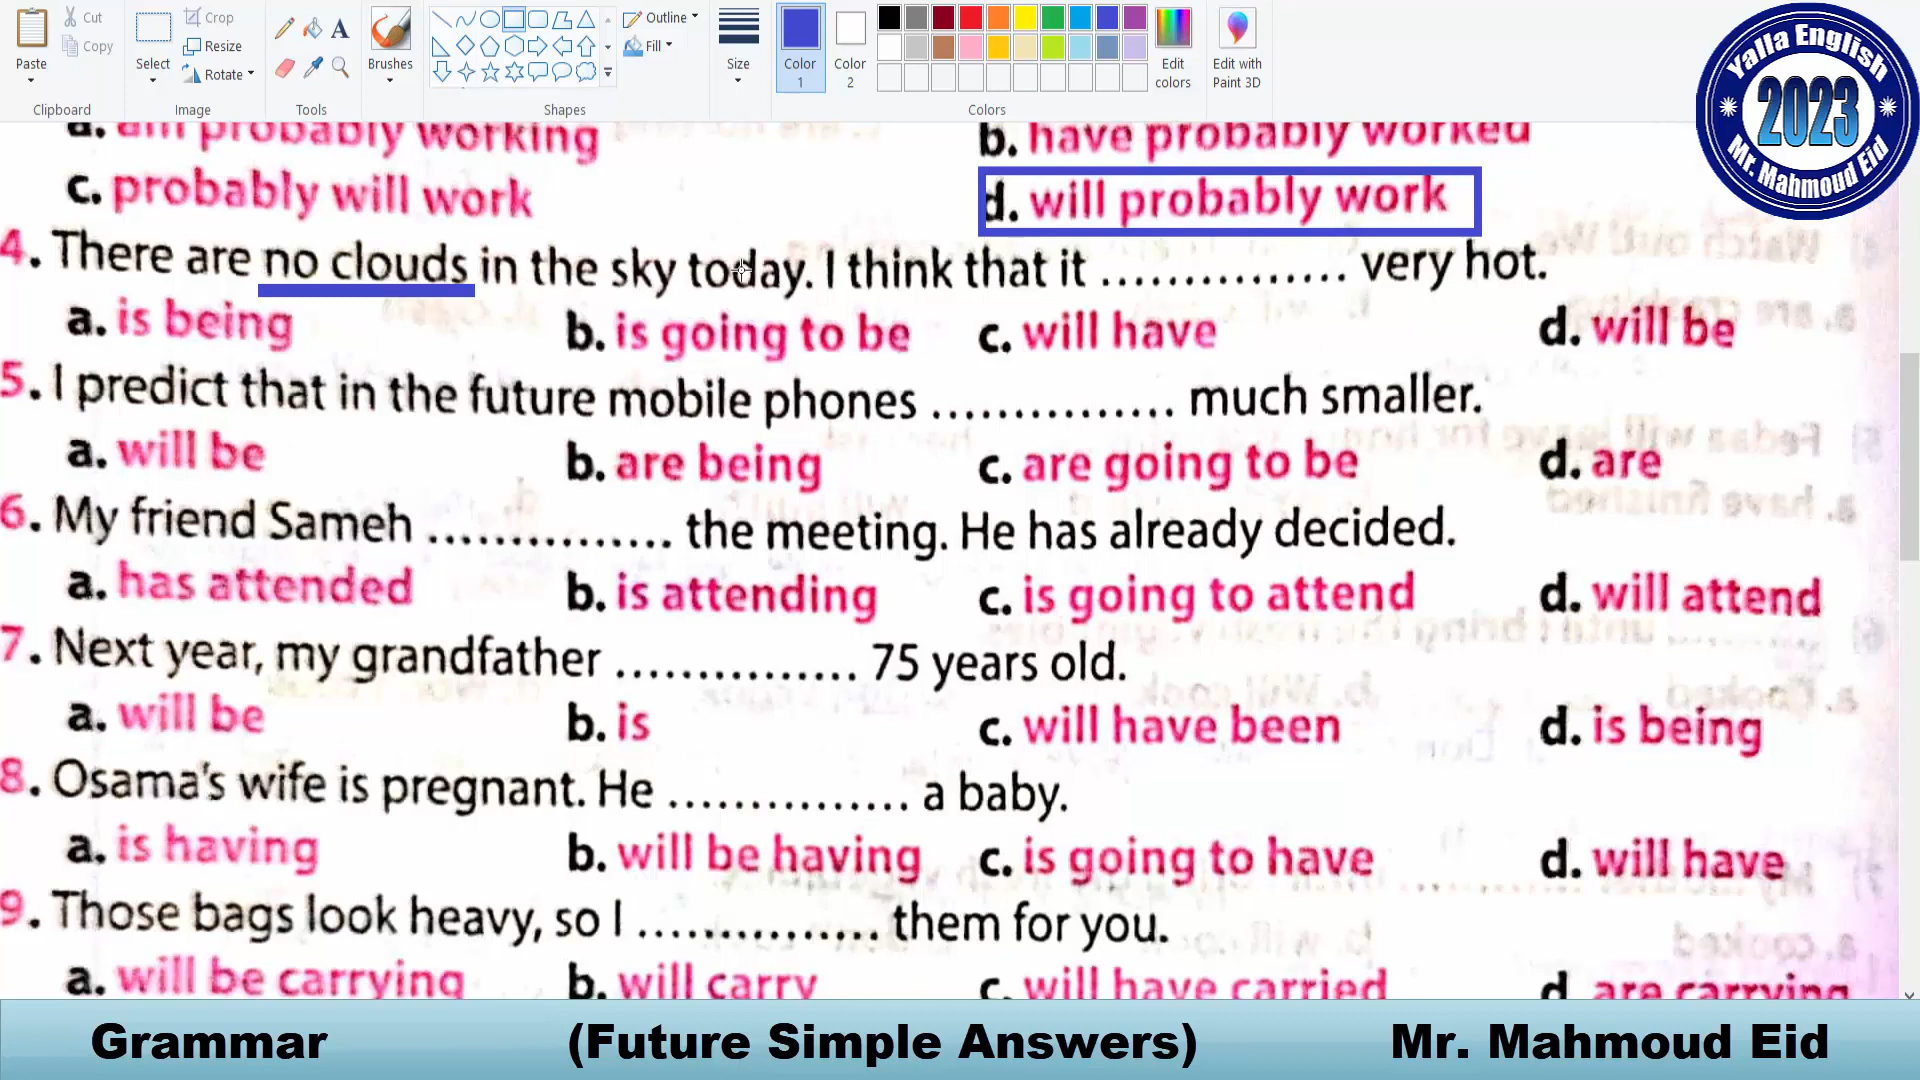 Cut
Copy
Paste
Clipboard
Select
Crop
Resize
Rotate
Image
A
Tools
Brushes
Outline
Fill
Shapes
Size
Color
1
Color
2
Edit
colors
Edit with
Paint 3D
Colors
Yalla English
2023
Mr. Mahmoud Eid
a. am probably working b. have probably worked
c. probably will work d. will probably work
4. There are no clouds in the sky today. I think that it ............... very hot.
a. is being b. is going to be c. will have d. will be
5. I predict that in the future mobile phones ............... much smaller.
a. will be b. are being c. are going to be d. are
6. My friend Sameh ............... the meeting. He has already decided.
a. has attended b. is attending c. is going to attend d. will attend
7. Next year, my grandfather ............... 75 years old.
a. will be b. is c. will have been d. is being
8. Osama's wife is pregnant. He ............... a baby.
a. is having b. will be having c. is going to have d. will have
9. Those bags look heavy, so I ............... them for you.
a. will be carrying b. will carry c. will have carried d. are carrying
Grammar (Future Simple Answers) Mr. Mahmoud Eid